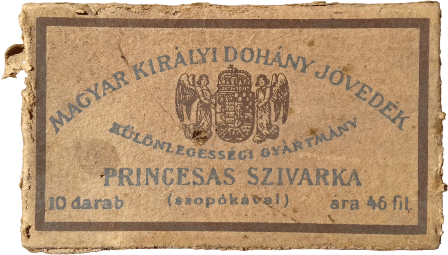 MAGYAR KIRÁLYI DOHÁNY JÖVEDÉK
KÜLÖNLEGESSÉGI GYÁRTMÁNY
PRINCESAS SZIVARKA
10 darab (szopókával) ára 46 fil.